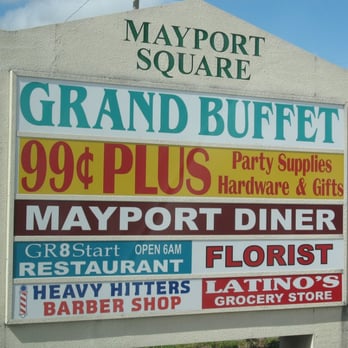 MAYPORT
SQUARE
GRAND BUFFET
99¢ PLUS
Party Supplies
Hardware & Gifts
MAYPORT DINER
GR8Start OPEN 6AM
RESTAURANT
FLORIST
HEAVY HITTERS
BARBER SHOP
LATINO'S
GROCERY STORE